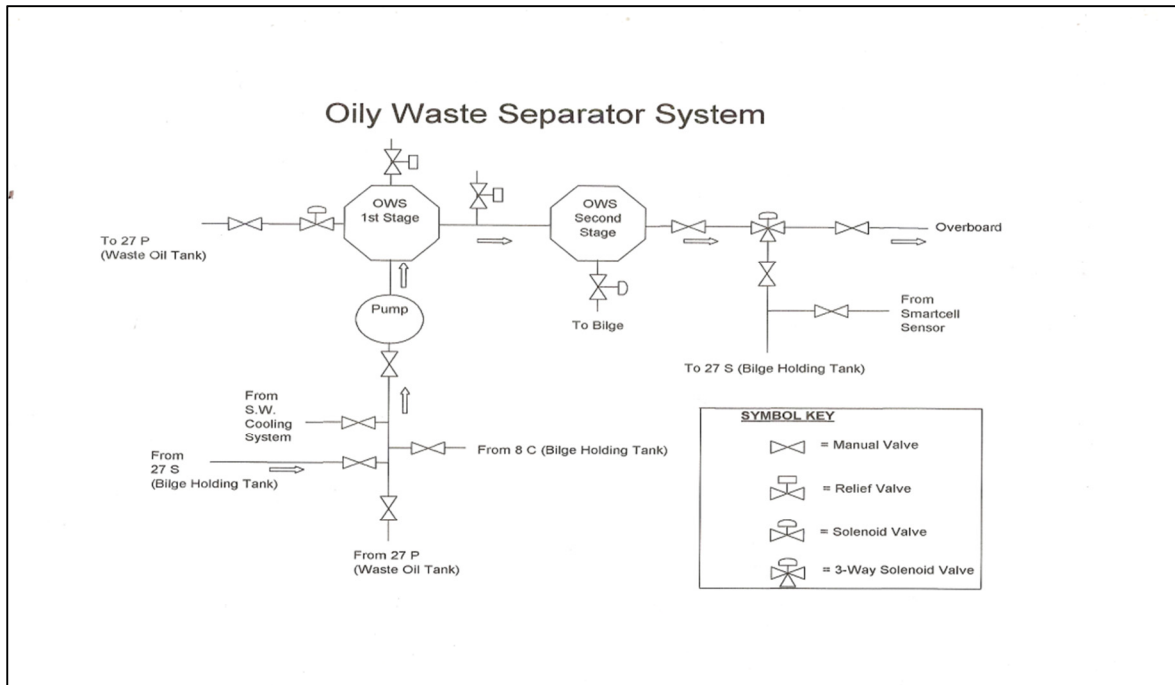 Oily Waste Separator System
OWS
1st Stage
OWS
Second
Stage
To 27 P
(Waste Oil Tank)
Overboard
Pump
To Bilge
From
Smartcell
Sensor
To 27 S (Bilge Holding Tank)
From
S.W.
Cooling
System
From
27 S
(Bilge Holding Tank)
From 8 C (Bilge Holding Tank)
From 27 P
(Waste Oil Tank)
SYMBOL KEY
= Manual Valve
= Relief Valve
= Solenoid Valve
= 3-Way Solenoid Valve